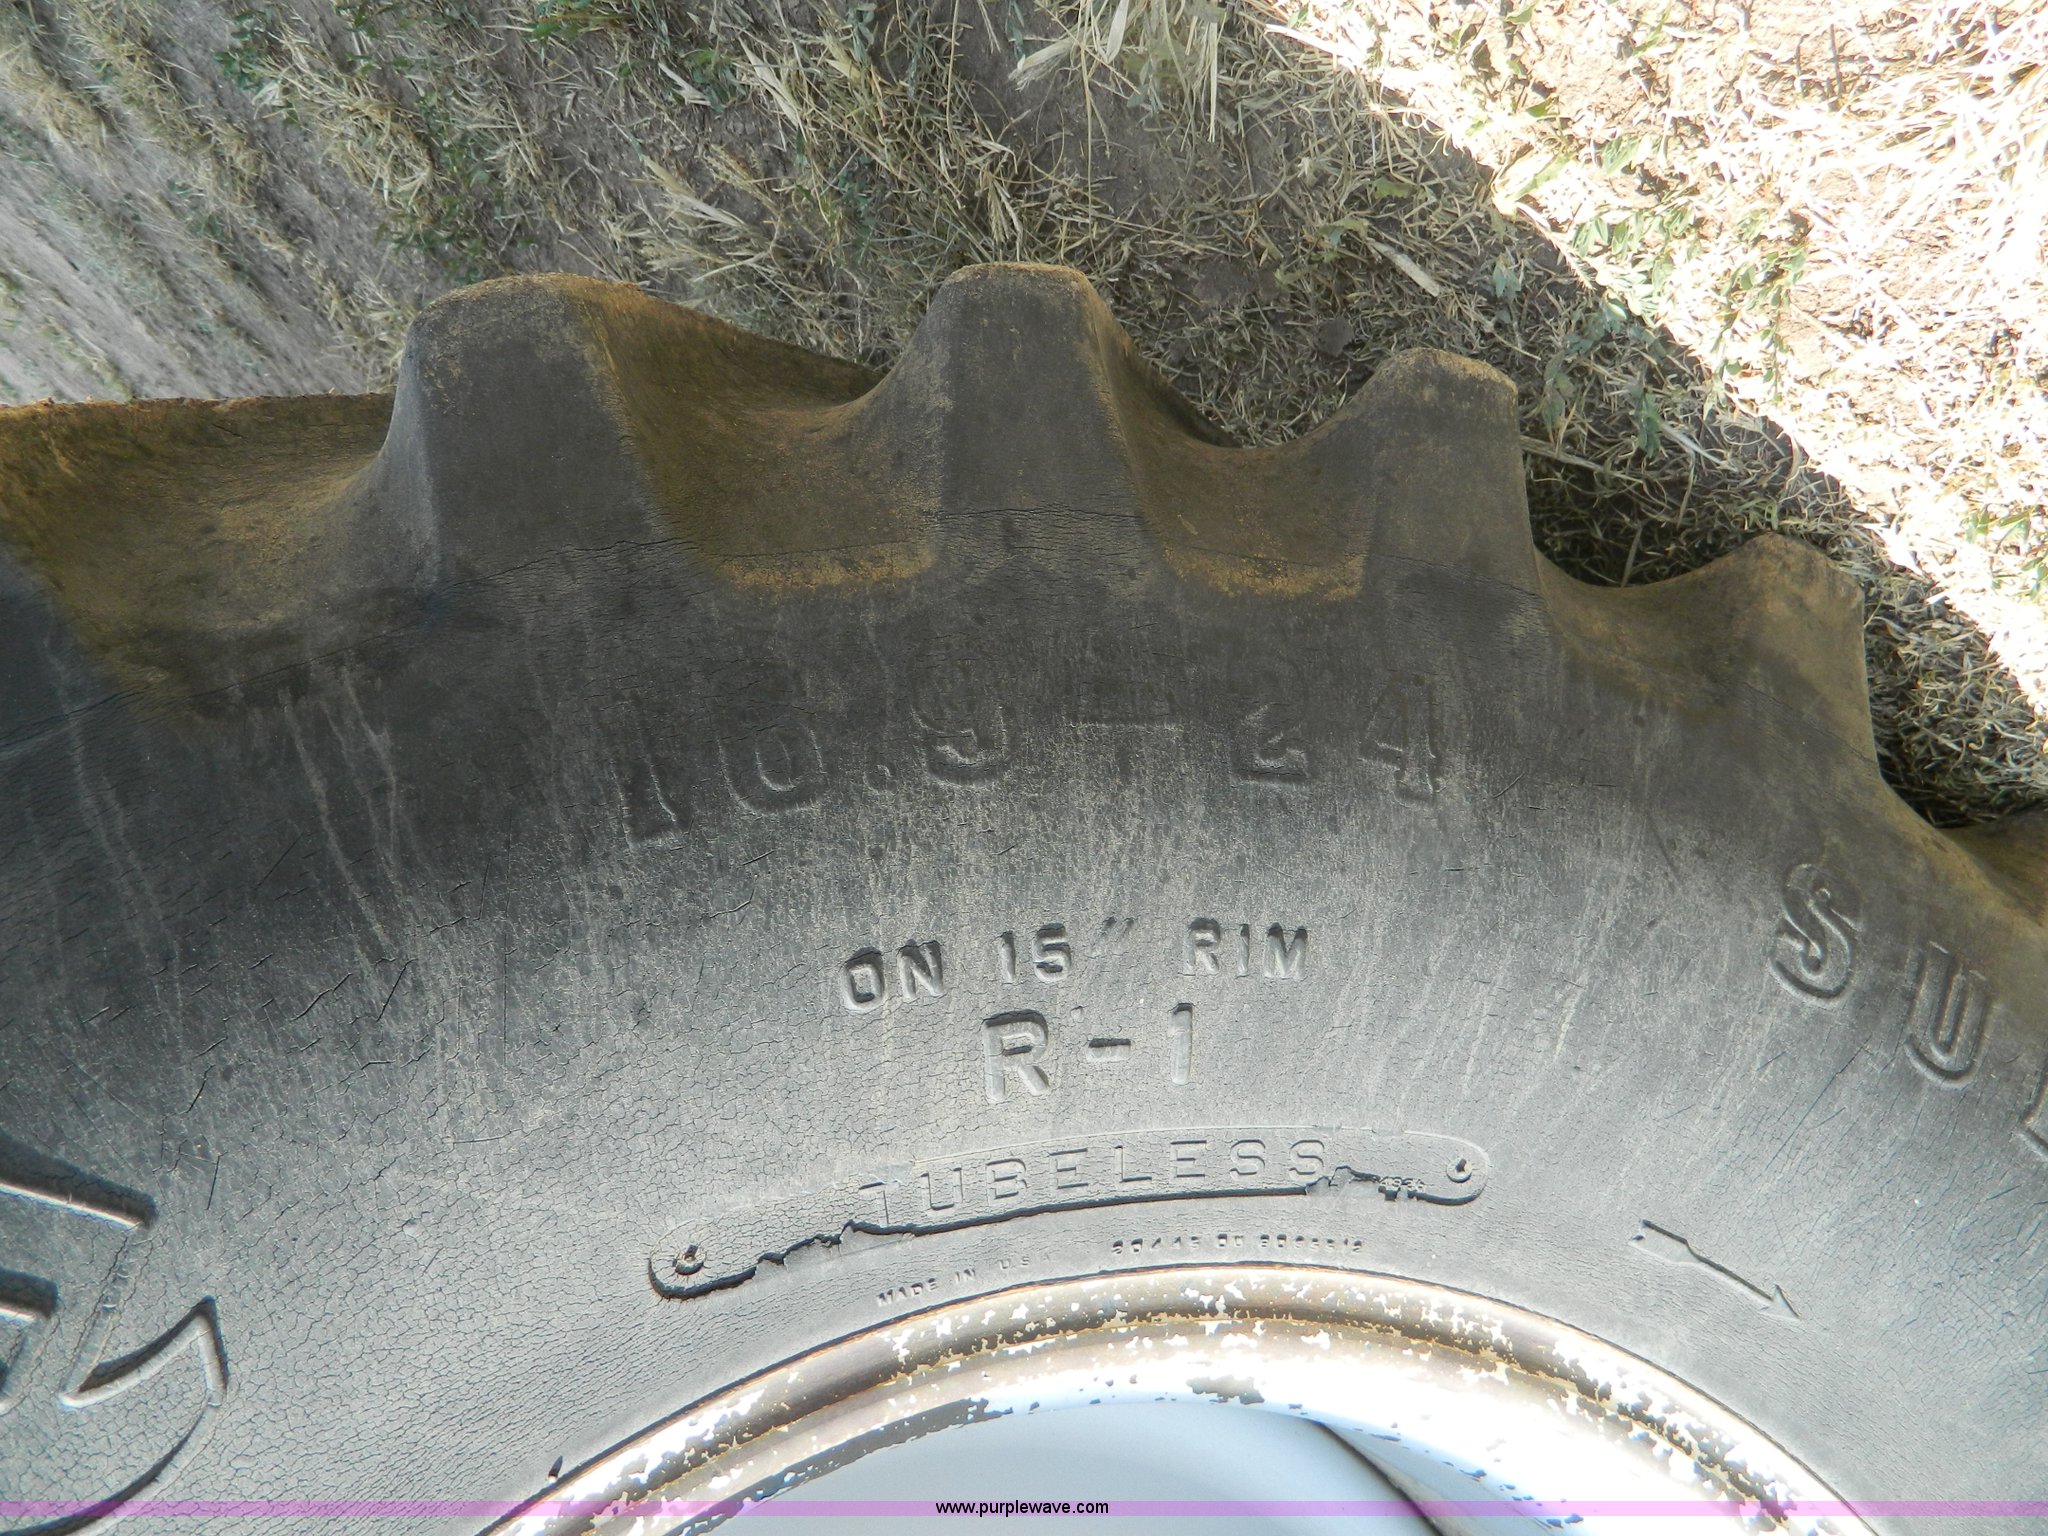 16.9-24
ON 15" RIM
R-1
TUBELESS
MADE IN U.S.A
www.purplewave.com